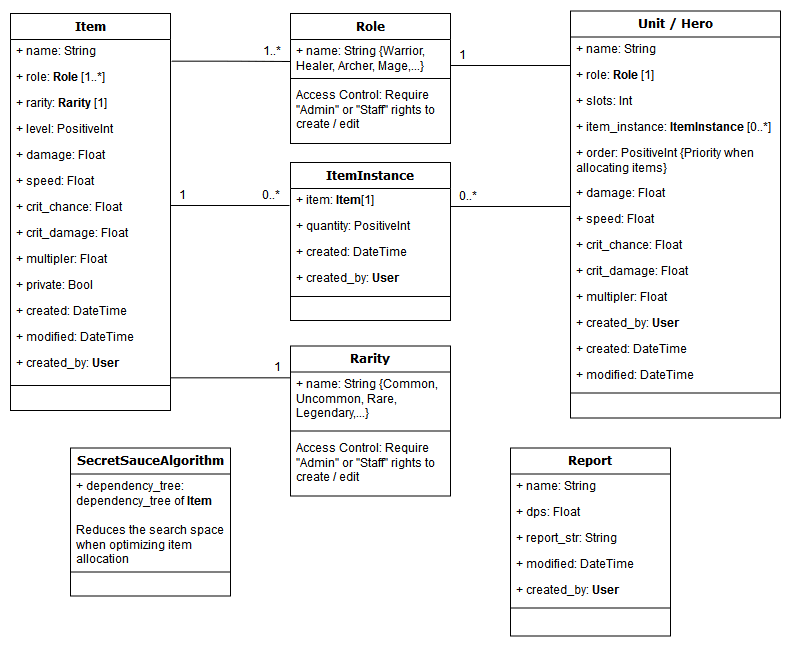 Item
+ name: String
+ role: Role [1..*]
+ rarity: Rarity [1]
+ level: PositiveInt
+ damage: Float
+ speed: Float
+ crit_chance: Float
+ crit_damage: Float
+ multipler: Float
+ private: Bool
+ created: DateTime
+ modified: DateTime
+ created_by: User
1..*
1
0..*
1
Role
+ name: String {Warrior,
Healer, Archer, Mage,...}
Access Control: Require
"Admin" or "Staff" rights to
create / edit
ItemInstance
+ item: Item[1]
+ quantity: PositiveInt
+ created: DateTime
+ created_by: User
Rarity
+ name: String {Common,
Uncommon, Rare,
Legendary,...}
Access Control: Require
"Admin" or "Staff" rights to
create / edit
1
0..*
Unit / Hero
+ name: String
+ role: Role [1]
+ slots: Int
+ item_instance: ItemInstance [0..*]
+ order: PositiveInt {Priority when
allocating items}
+ damage: Float
+ speed: Float
+ crit_chance: Float
+ crit_damage: Float
+ multipler: Float
+ created_by: User
+ created: DateTime
+ modified: DateTime
SecretSauceAlgorithm
+ dependency_tree:
dependency_tree of Item
Reduces the search space
when optimizing item
allocation
Report
+ name: String
+ dps: Float
+ report_str: String
+ modified: DateTime
+ created_by: User